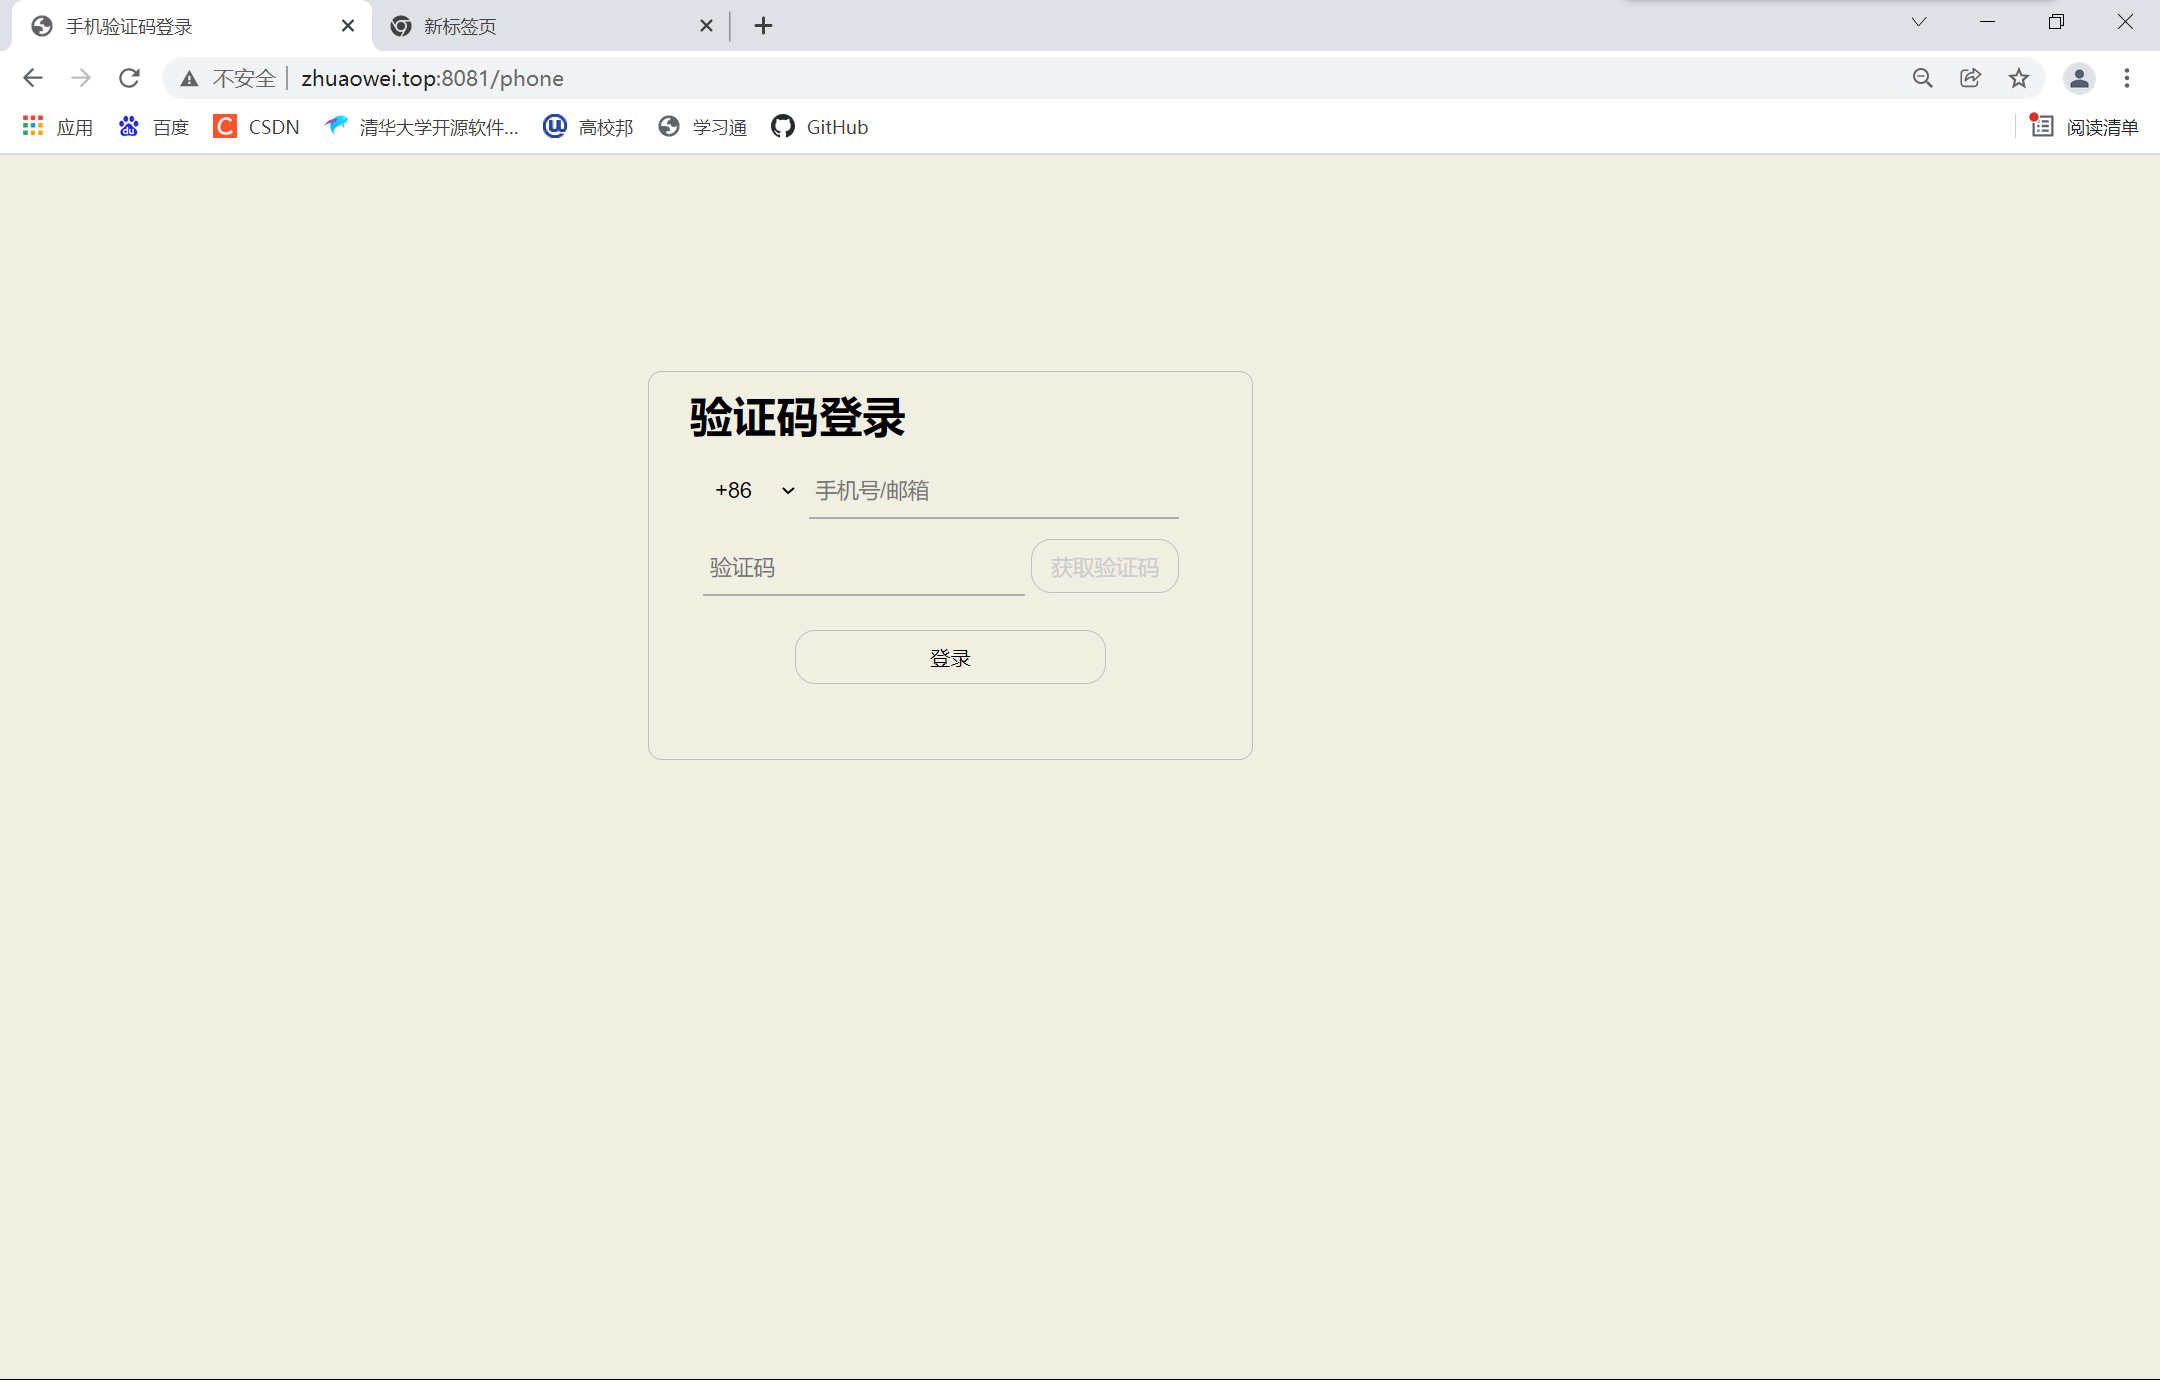 手机验证码登录
新标签页
不安全 zhuaowei.top:8081/phone
应用 百度 CSDN 清华大学开源软件... 高校邦 学习通 GitHub 阅读清单
验证码登录
+86 手机号/邮箱
验证码 获取验证码
登录